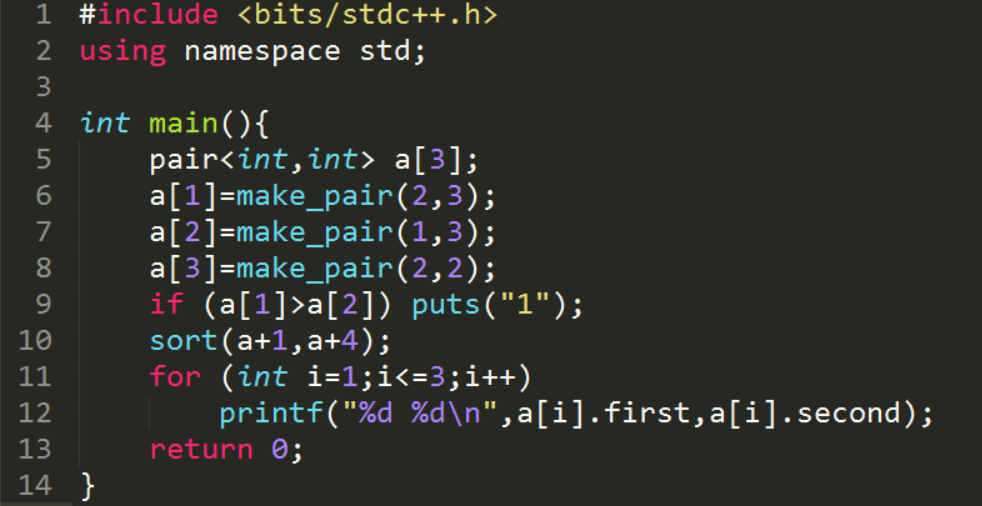 1 #include <bits/stdc++.h>
2 using namespace std;
3
4 int main(){
5     pair<int,int> a[3];
6     a[1]=make_pair(2,3);
7     a[2]=make_pair(1,3);
8     a[3]=make_pair(2,2);
9     if (a[1]>a[2]) puts("1");
10     sort(a+1,a+4);
11     for (int i=1;i<=3;i++)
12         printf("%d %d\n",a[i].first,a[i].second);
13     return 0;
14 }